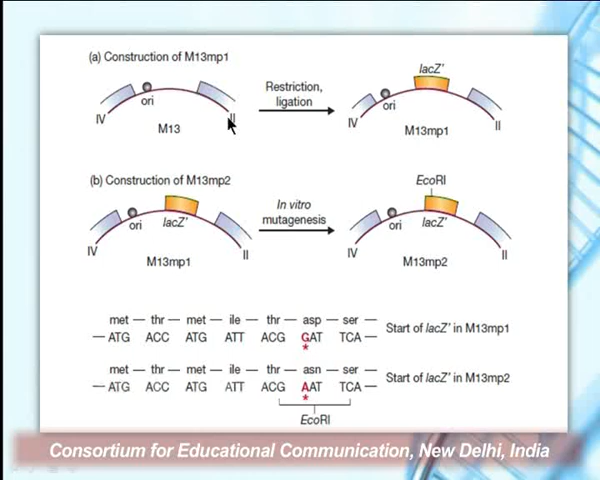 (a) Construction of M13mp1
lacZ'
Restriction,
ligation
ori
ori
IV
II
IV
II
M13
M13mp1
(b) Construction of M13mp2
EcoRI
In vitro
mutagenesis
ori
lacZ'
ori
lacZ'
IV
II
IV
II
M13mp1
M13mp2
met — thr — met — ile — thr — asp — ser —
Start of lacZ' in M13mp1
— ATG ACC ATG ATT ACG GAT TCA —
*
met — thr — met — ile — thr — asn — ser —
Start of lacZ' in M13mp2
— ATG ACC ATG ATT ACG AAT TCA —
*
EcoRI
Consortium for Educational Communication, New Delhi, India